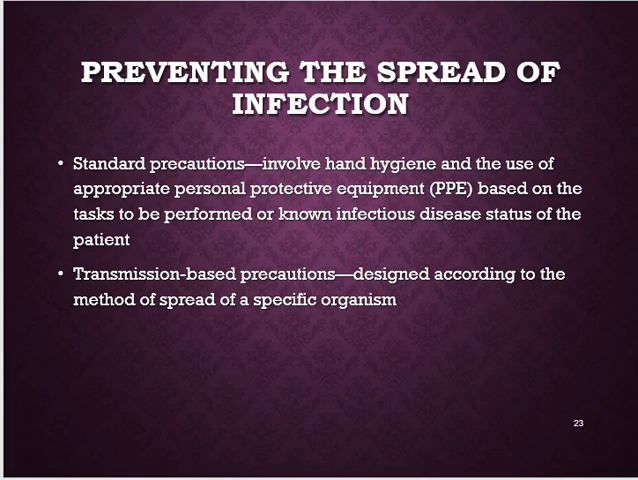 PREVENTING THE SPREAD OF
INFECTION
• Standard precautions—involve hand hygiene and the use of
appropriate personal protective equipment (PPE) based on the
tasks to be performed or known infectious disease status of the
patient
• Transmission-based precautions—designed according to the
method of spread of a specific organism
23